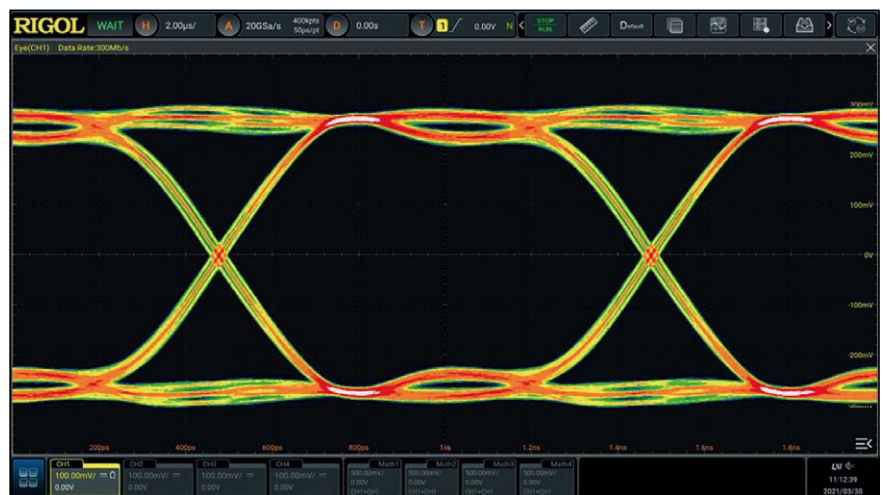 RIGOL WAIT H 2.00μs/ A 20GSa/s 400kpts 50ps/pt D 0.00s T 1 0.00V N STOP RUN Default
Eye(CH1) Data Rate:300Mb/s
300mV
200mV
100mV
0V
-100mV
-200mV
200ps 400ps 600ps 800ps 1ns 1.2ns 1.4ns 1.6ns 1.8ns
CH1 CH2 CH3 CH4 Math1 Math2 Math3 Math4
100.00mV/ 100.00mV/ 100.00mV/ 100.00mV/ 500.00mV/ 500.00mV/ 500.00mV/ 500.00mV/
0.00V 0.00V 0.00V 0.00V 0.00V 0.00V 0.00V 0.00V
CH1+CH1 CH1+CH1 CH1+CH1 CH1+CH1
LXI
11:12:39
2021/03/30